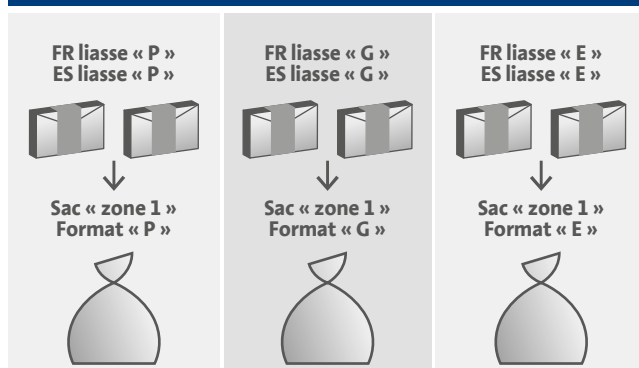 FR liasse « P »
ES liasse « P »
Sac « zone 1 »
Format « P »
FR liasse « G »
ES liasse « G »
Sac « zone 1 »
Format « G »
FR liasse « E »
ES liasse « E »
Sac « zone 1 »
Format « E »